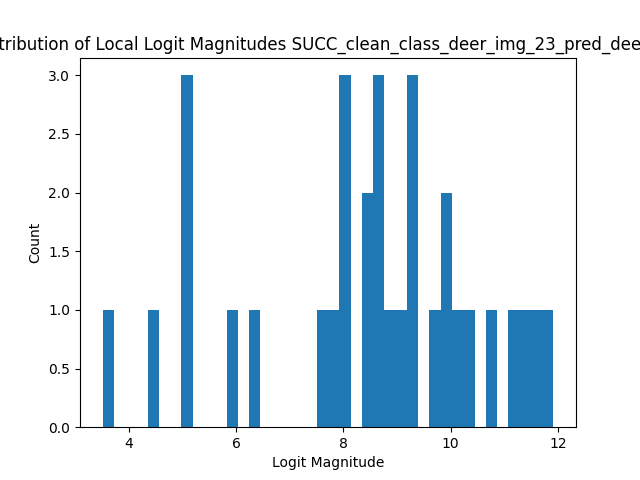 tribution of Local Logit Magnitudes SUCC_clean_class_deer_img_23_pred_dee
3.0
2.5
2.0
1.5
1.0
0.5
0.0
Count
4 6 8 10 12
Logit Magnitude